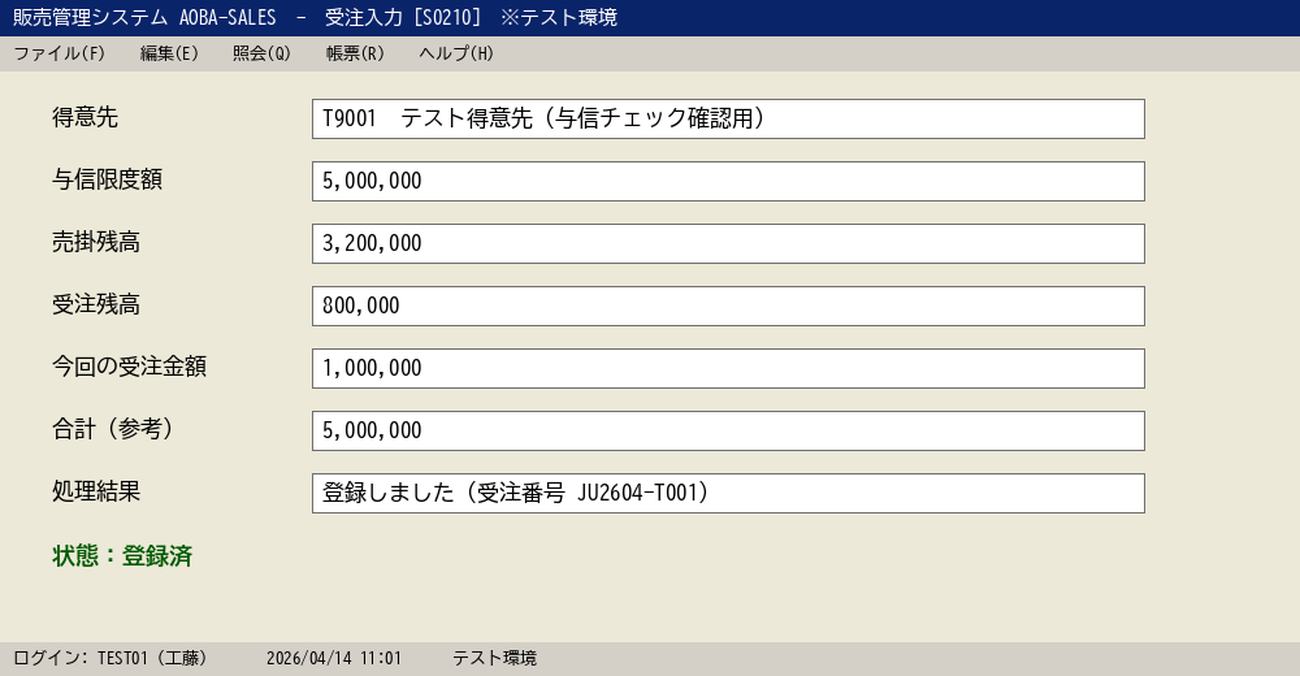 販売管理システム AOBA-SALES － 受注入力［S0210］ ※テスト環境
ファイル(F) 編集(E) 照会(Q) 帳票(R) ヘルプ(H)
得意先 T9001　テスト得意先（与信チェック確認用）
与信限度額 5,000,000
売掛残高 3,200,000
受注残高 800,000
今回の受注金額 1,000,000
合計（参考） 5,000,000
処理結果 登録しました（受注番号 JU2604-T001）
状態：登録済
ログイン: TEST01（工藤） 2026/04/14 11:01 テスト環境